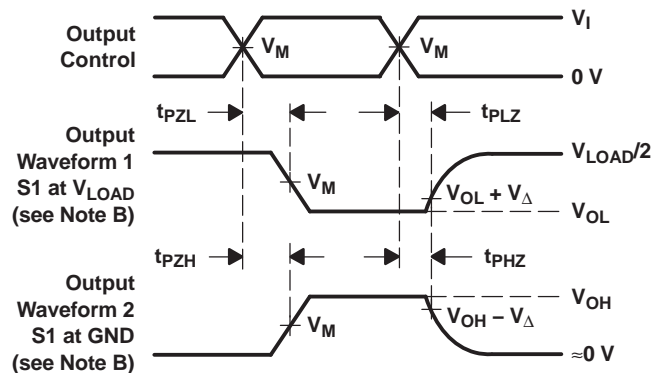 Output
Control
V_I
V_M
V_M
0 V
t_PZL
t_PLZ
Output
Waveform 1
S1 at V_LOAD
(see Note B)
V_LOAD/2
V_M
V_OL + V_Δ
V_OL
t_PZH
t_PHZ
Output
Waveform 2
S1 at GND
(see Note B)
V_OH
V_M
V_OH – V_Δ
≈0 V